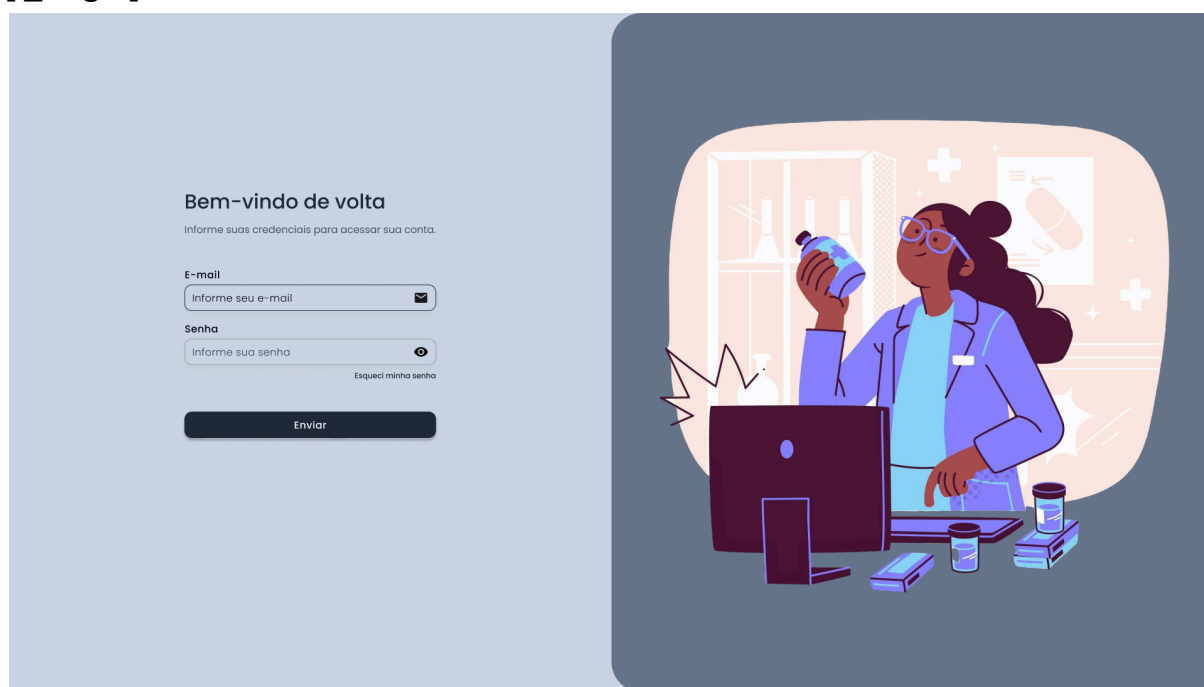 Bem-vindo de volta
Informe suas credenciais para acessar sua conta.
E-mail
Informe seu e-mail
Senha
Informe sua senha
Esqueci minha senha
Enviar